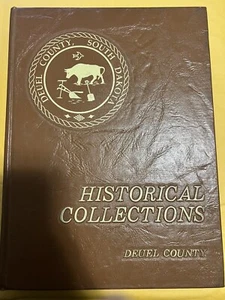 DEUEL COUNTY, SOUTH DAKOTA
HISTORICAL
COLLECTIONS
DEUEL COUNTY